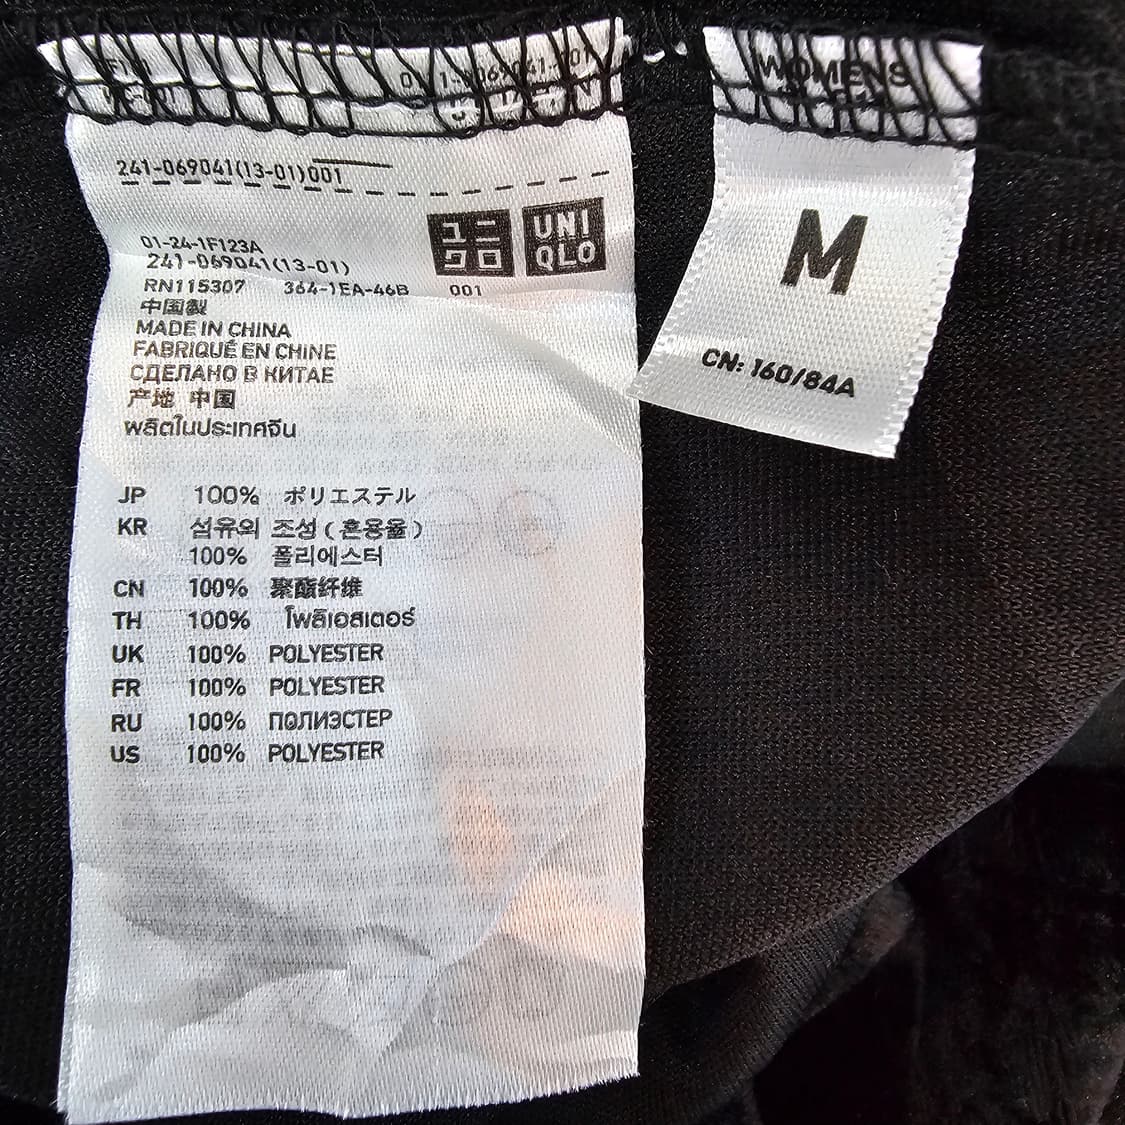 241-069041(13-01)001
ユニ
クロ
UNI
QLO
01-24-1F123A
241-069041(13-01)
RN115307 364-1EA-46B 001
中国製
MADE IN CHINA
FABRIQUÉ EN CHINE
СДЕЛАНО В КИТАЕ
产地 中国
ผลิตในประเทศจีน
JP 100% ポリエステル
KR 섬유의 조성 ( 혼용율 )
100% 폴리에스터
CN 100% 聚酯纤维
TH 100% โพลิเอสเตอร์
UK 100% POLYESTER
FR 100% POLYESTER
RU 100% ПОЛИЭСТЕР
US 100% POLYESTER
WOMENS
M
CN: 160/84A